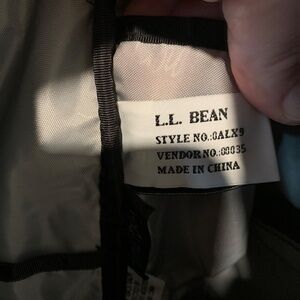 L.L. BEAN
STYLE NO.:0ALX9
VENDOR NO.:00035
MADE IN CHINA